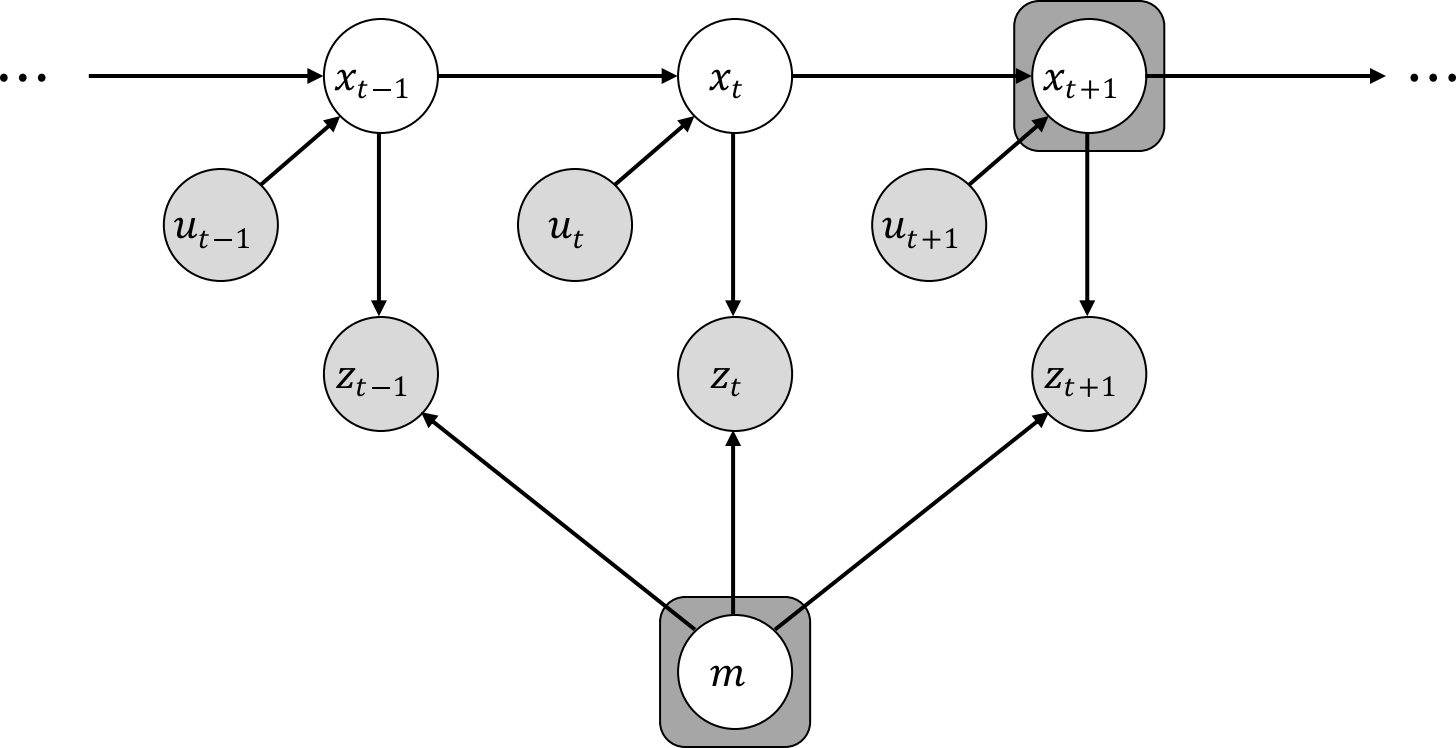 ... x_{t−1} x_t x_{t+1} ...
u_{t−1} u_t u_{t+1}
z_{t−1} z_t z_{t+1}
m